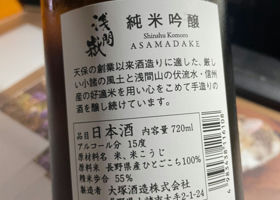 浅間嶽
純米吟醸
Shinshu Komoro
ASAMADAKE
天保の創業以来酒造りに適した、厳し
い小諸の風土と浅間山の伏流水・信州
産の好適米を用い心をこめて手造り
の酒を醸し続けています。
品目 日本酒 内容量 720ml
アルコール分 15度
原材料 米、米こうじ
原料米 長野県産ひとごこち100%
精米歩合 55%
製造者 大塚酒造株式会社
2-1-24